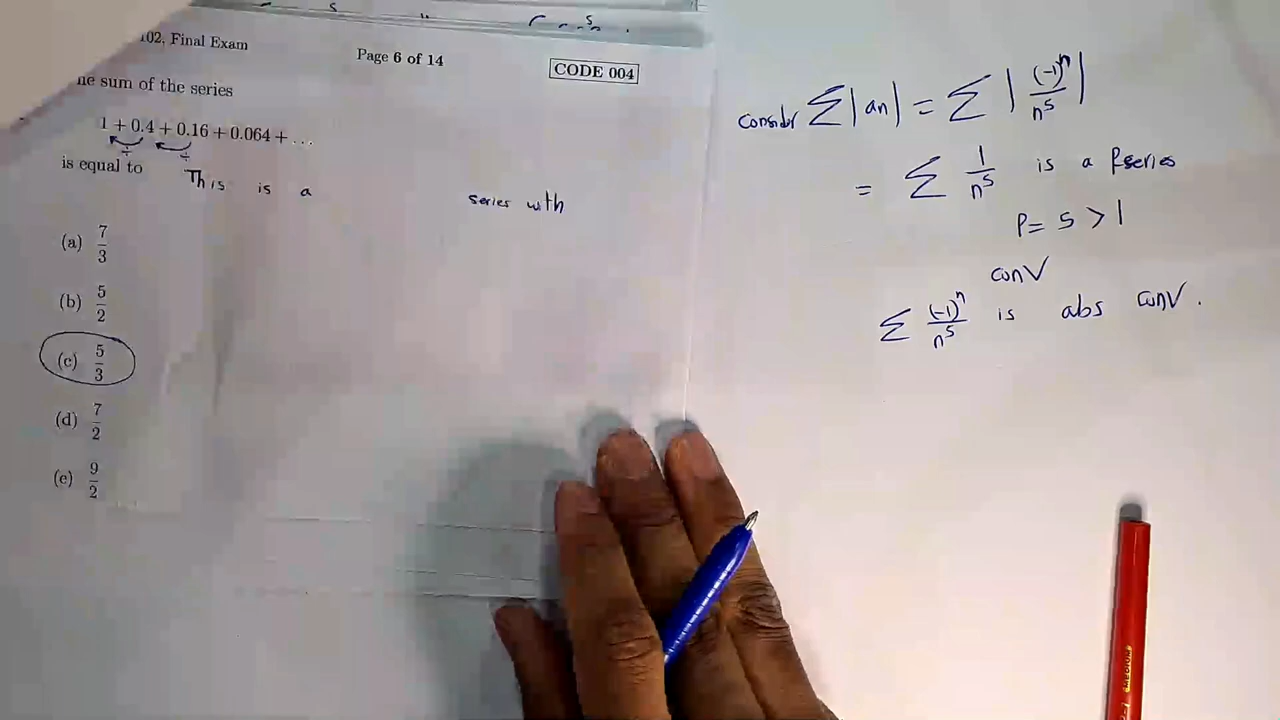 102, Final Exam
Page 6 of 14
CODE 004
he sum of the series
1 + 0.4 + 0.16 + 0.064 + ...
÷ ÷
is equal to
This is a series with
(a) 7/3
(b) 5/2
(c) 5/3
(d) 7/2
(e) 9/2
consider ∑|an| = ∑ |(-1)^n/n^5|
= ∑ 1/n^5 is a P series
P = 5 > 1
conv
∑ (-1)^n/n^5 is abs conv.